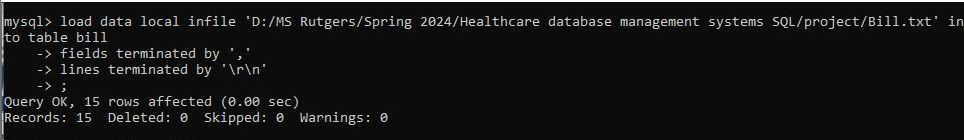 mysql> load data local infile 'D:/MS Rutgers/Spring 2024/Healthcare database management systems SQL/project/Bill.txt' in
to table bill
    -> fields terminated by ','
    -> lines terminated by '\r\n'
    -> ;
Query OK, 15 rows affected (0.00 sec)
Records: 15  Deleted: 0  Skipped: 0  Warnings: 0